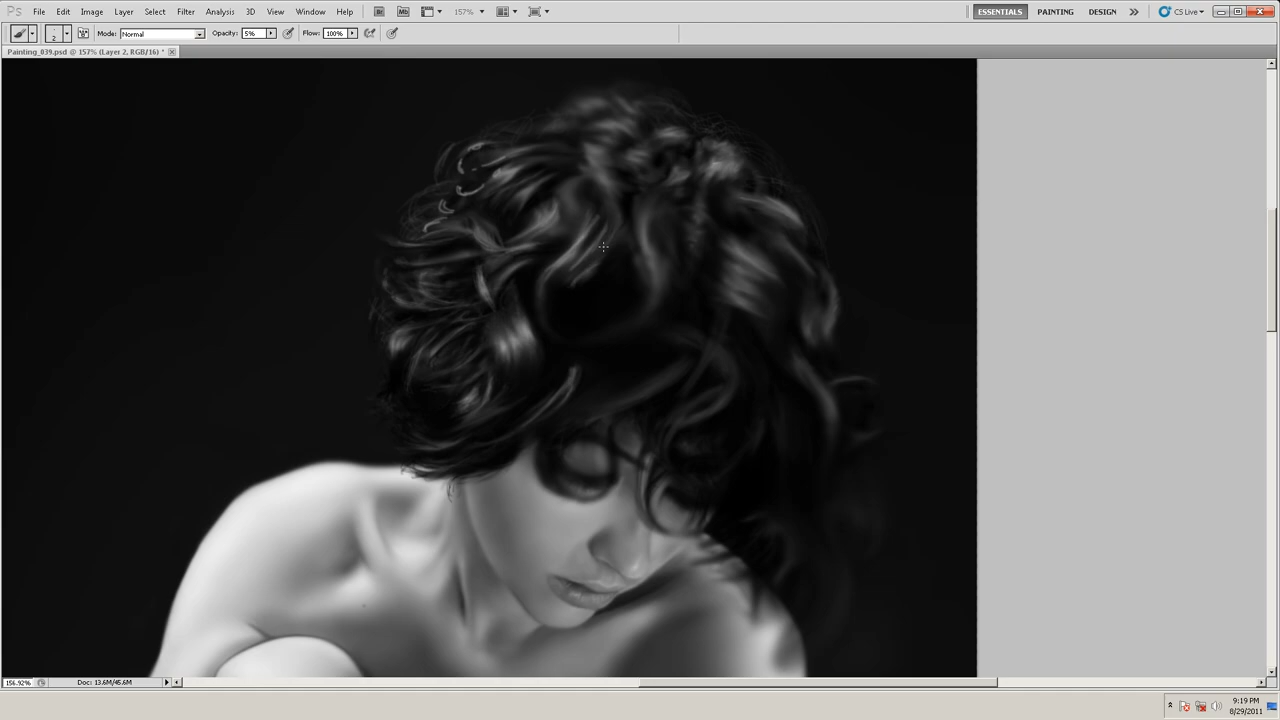 Ps File Edit Image Layer Select Filter Analysis 3D View Window Help Mb 157% ESSENTIALS PAINTING DESIGN CS Live
2 Mode: Normal Opacity: 5% Flow: 100%
Painting_039.psd @ 157% (Layer 2, RGB/16) *
156.92% Doc: 13.6M/45.6M
9:19 PM
8/29/2011